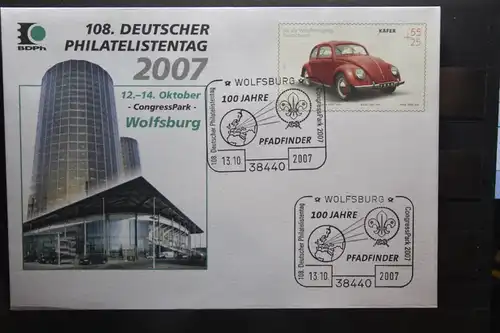 BDPh
108. DEUTSCHER
PHILATELISTENTAG
2007
12.–14. Oktober
- CongressPark -
Wolfsburg
KÄFER
55
+25
WOLFSBURG
100 JAHRE
PFADFINDER
108. Deutscher Philatelistentag
CongressPark 2007
13.10 2007
38440
WOLFSBURG
100 JAHRE
PFADFINDER
108. Deutscher Philatelistentag
CongressPark 2007
13.10 2007
38440